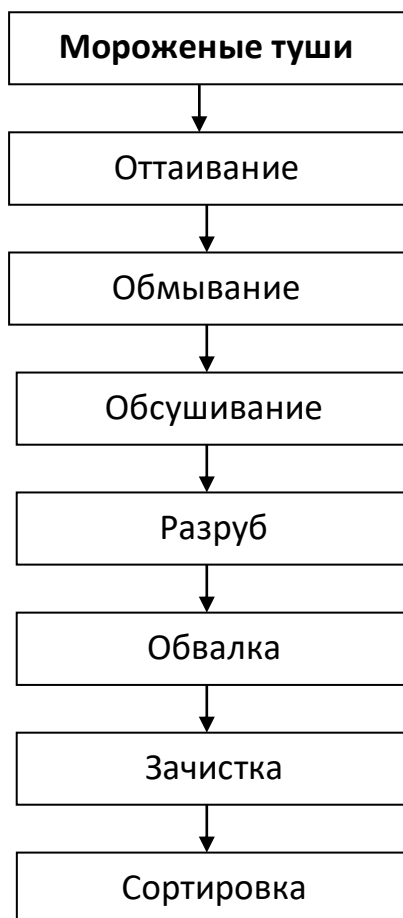 Мороженые туши
Оттаивание
Обмывание
Обсушивание
Разруб
Обвалка
Зачистка
Сортировка